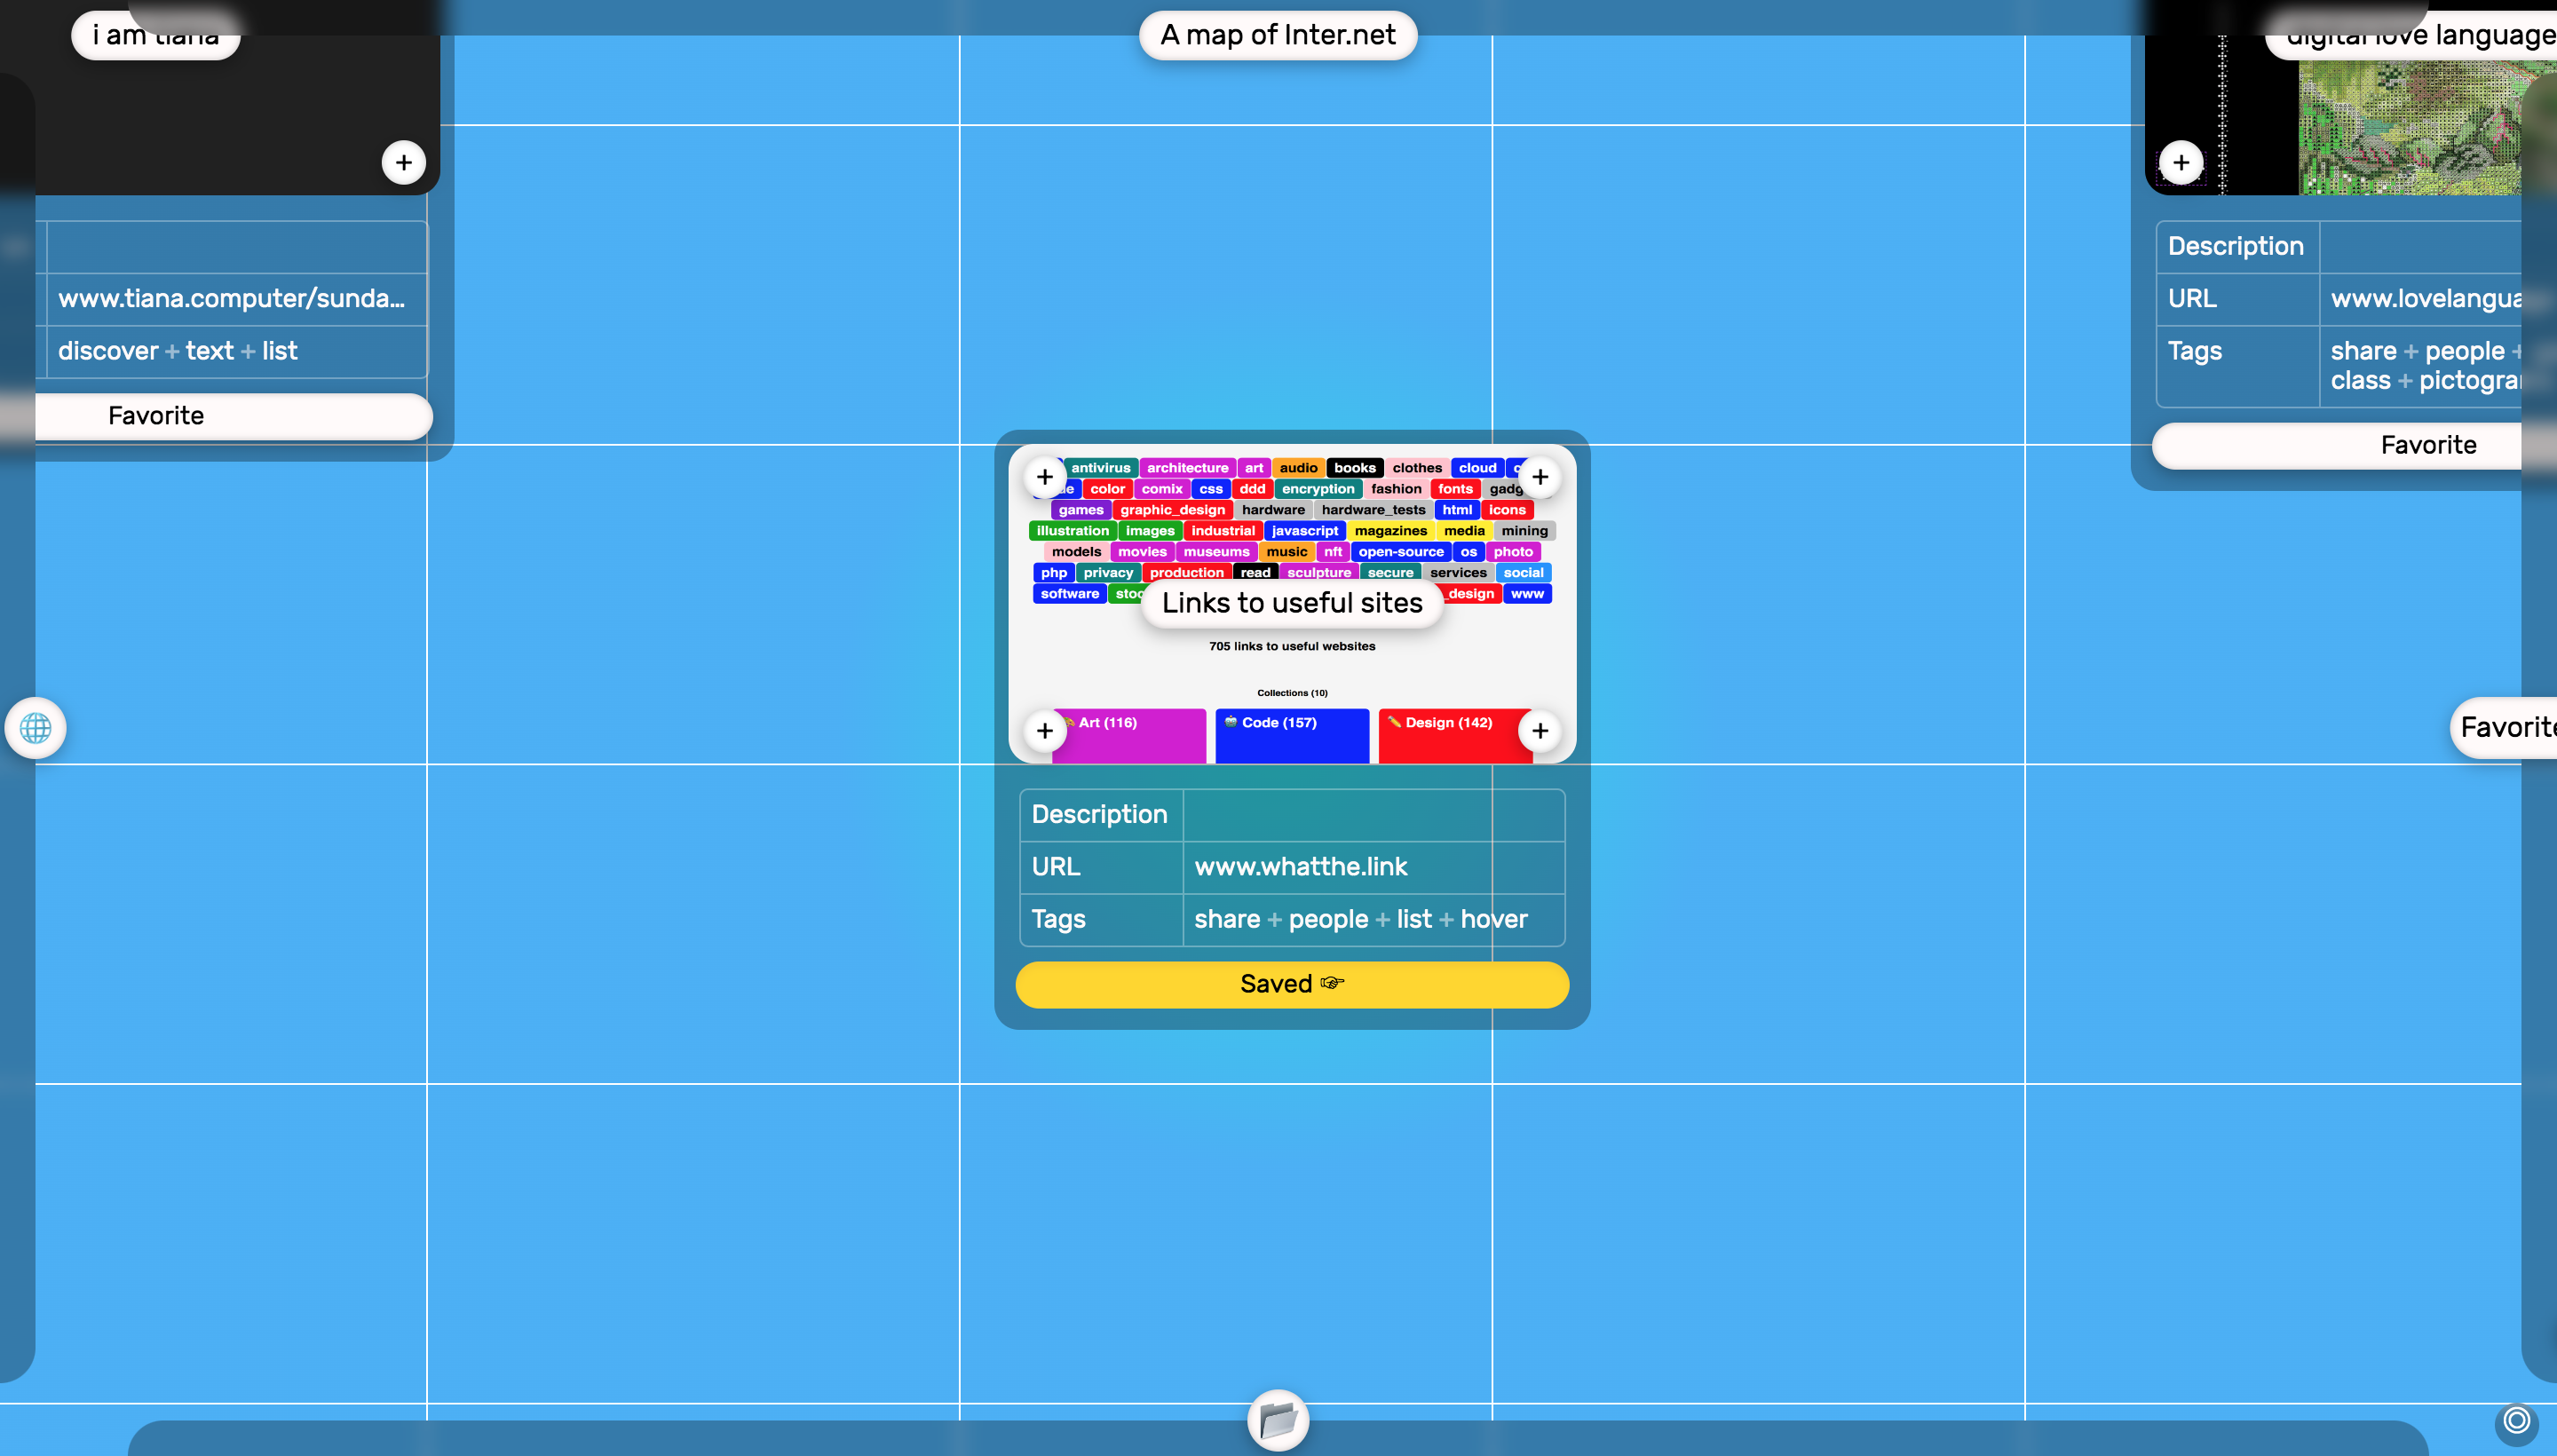 i am tiana
A map of Inter.net
digital love language
www.tiana.computer/sunda...
discover + text + list
Favorite
Description
URL
www.lovelangua
Tags
share + people +
class + pictogra
Favorite
antivirus architecture art audio books clothes cloud
color comix css ddd encryption fashion fonts
games graphic_design hardware hardware_tests html icons
illustration images industrial javascript magazines media mining
models movies museums music nft open-source os photo
php privacy production read sculpture secure services social
software _design www
Links to useful sites
705 links to useful websites
Collections (10)
Art (116) Code (157) Design (142)
Description
URL www.whatthe.link
Tags share + people + list + hover
Saved
Favorite